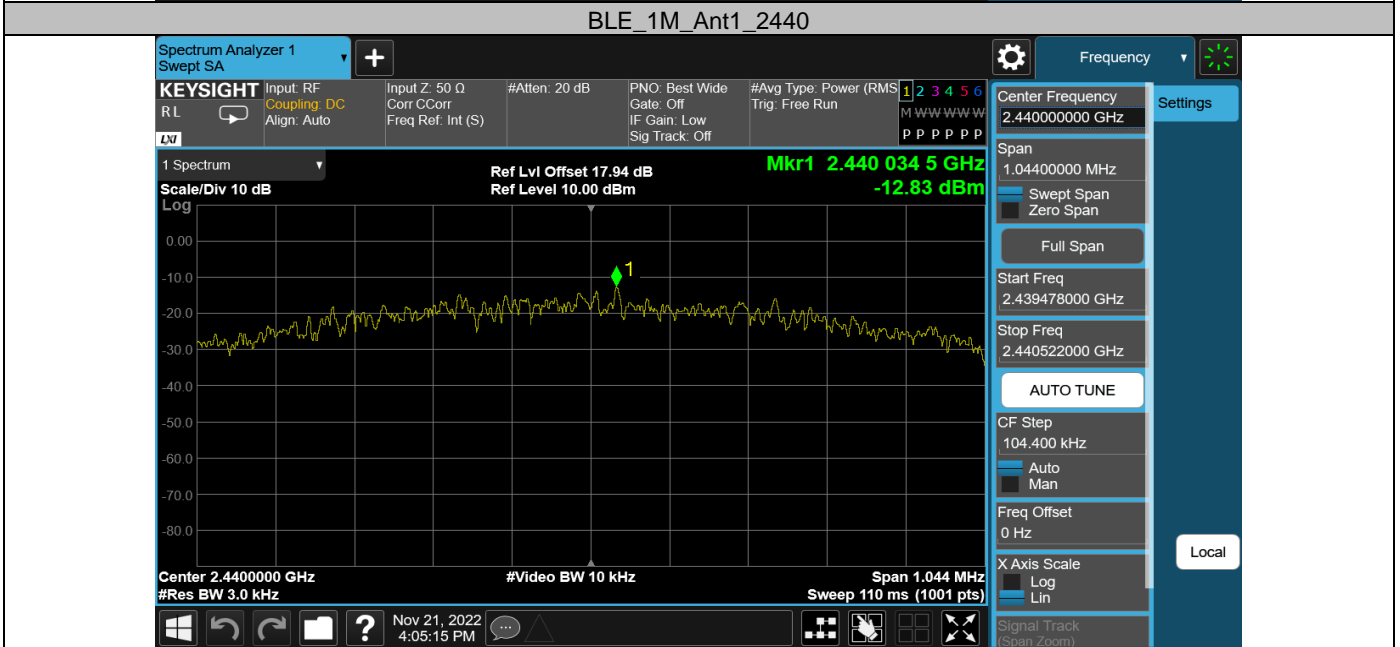 BLE_1M_Ant1_2440
Spectrum Analyzer 1
Swept SA
Frequency
KEYSIGHT
RL
LXI
Input: RF
Coupling: DC
Align: Auto
Input Z: 50 Ω
Corr CCorr
Freq Ref: Int (S)
#Atten: 20 dB
PNO: Best Wide
Gate: Off
IF Gain: Low
Sig Track: Off
#Avg Type: Power (RMS
Trig: Free Run
1 2 3 4 5 6
M W W W W W
P P P P P P
1 Spectrum
Scale/Div 10 dB
Ref Lvl Offset 17.94 dB
Ref Level 10.00 dBm
Mkr1 2.440 034 5 GHz
-12.83 dBm
Log
0.00
-10.0
-20.0
-30.0
-40.0
-50.0
-60.0
-70.0
-80.0
1
Center 2.4400000 GHz
#Res BW 3.0 kHz
#Video BW 10 kHz
Span 1.044 MHz
Sweep 110 ms (1001 pts)
Nov 21, 2022
4:05:15 PM
Center Frequency
2.440000000 GHz
Span
1.04400000 MHz
Swept Span
Zero Span
Full Span
Start Freq
2.439478000 GHz
Stop Freq
2.440522000 GHz
AUTO TUNE
CF Step
104.400 kHz
Auto
Man
Freq Offset
0 Hz
X Axis Scale
Log
Lin
Signal Track
(Span Zoom)
Settings
Local